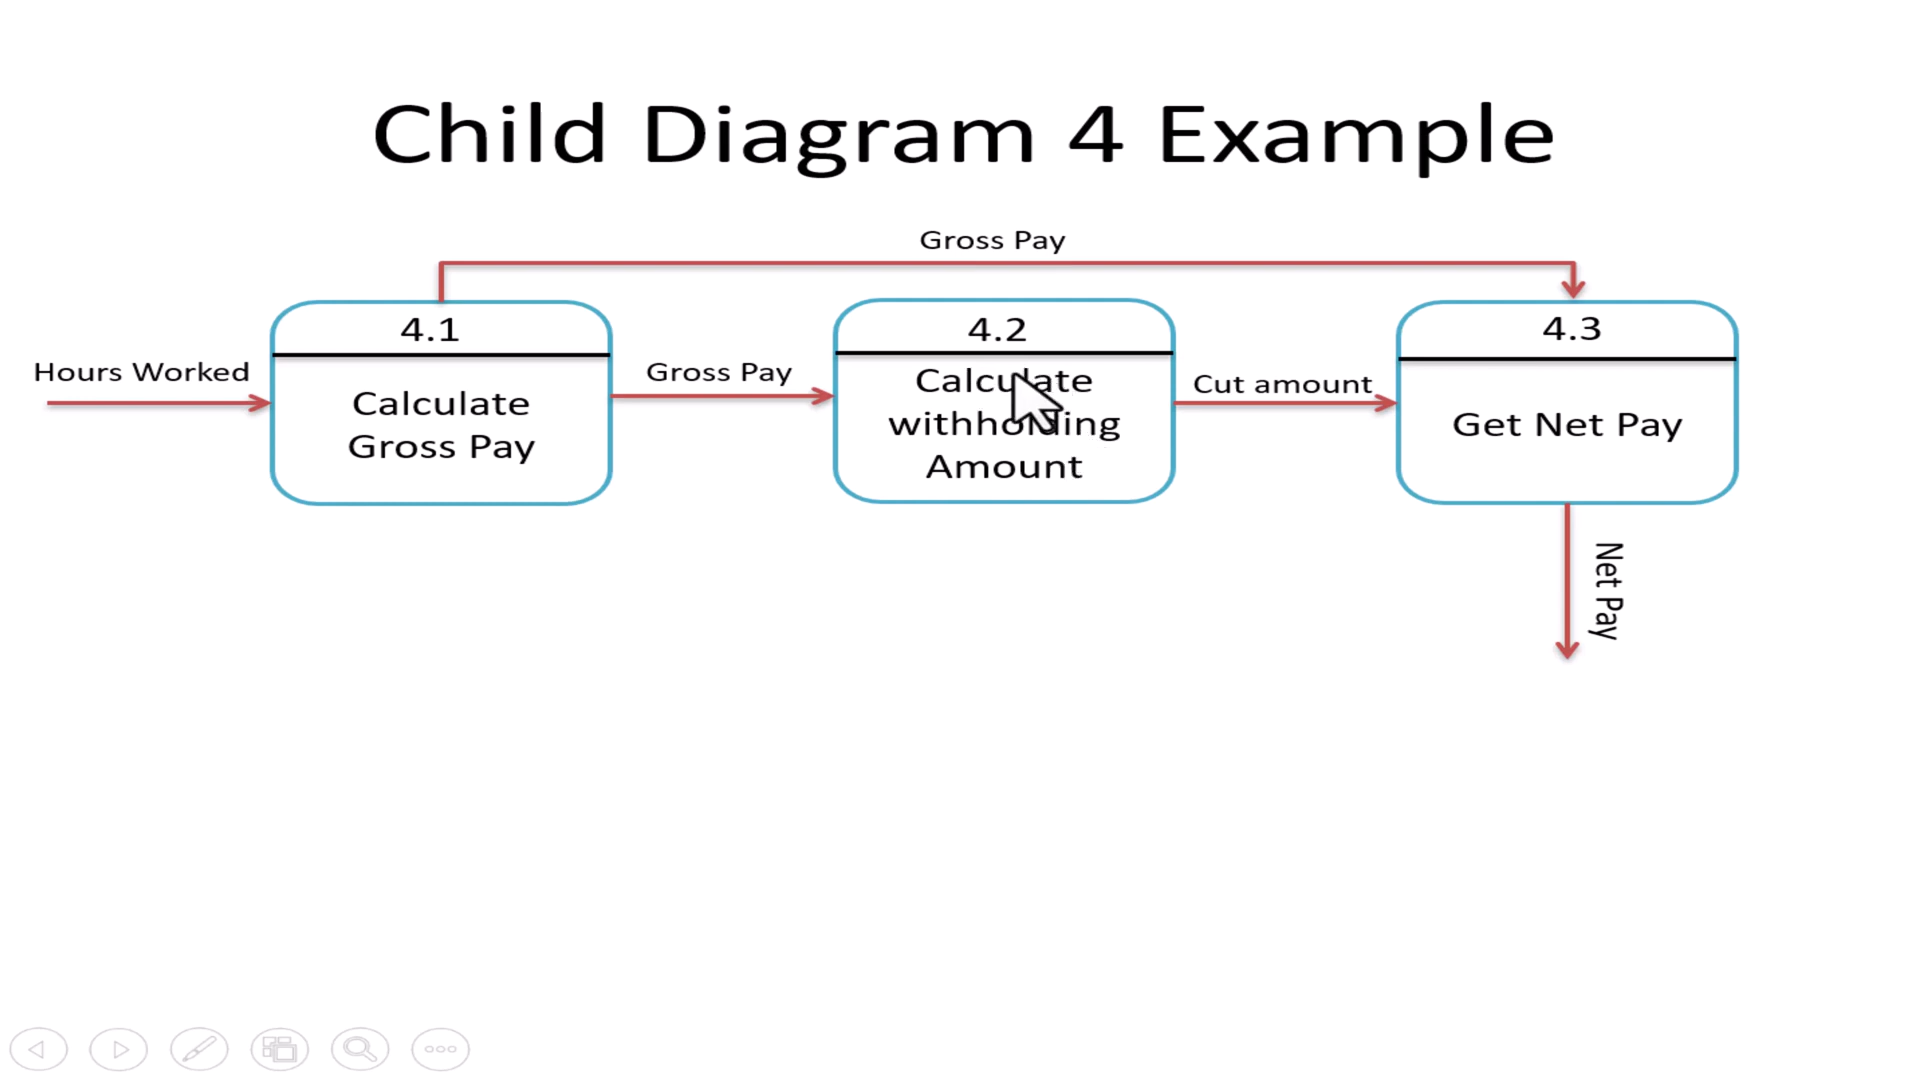 Child Diagram 4 Example
Gross Pay
4.1
4.2
4.3
Hours Worked
Gross Pay
Cut amount
Calculate
Gross Pay
Calculate
withholding
Amount
Get Net Pay
Net Pay